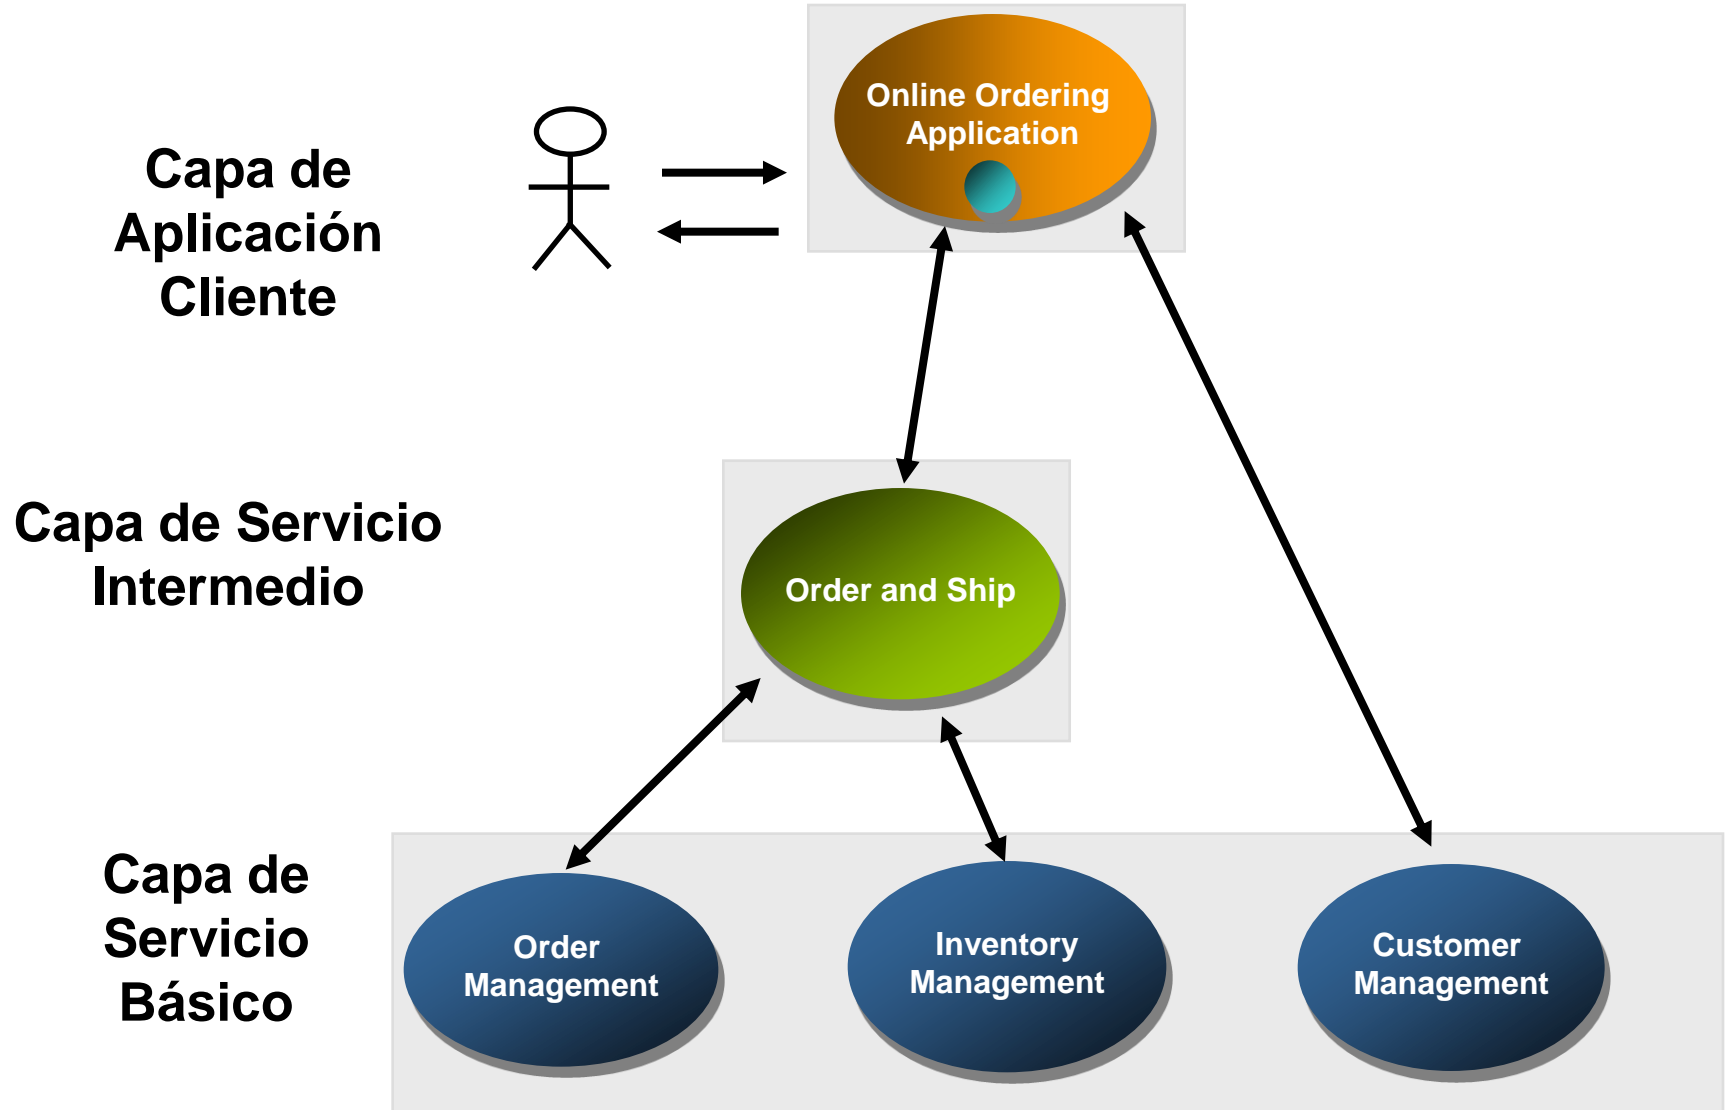 Online Ordering
Application
Capa de
Aplicación
Cliente
Capa de Servicio
Intermedio
Order and Ship
Capa de
Servicio
Básico
Order
Management
Inventory
Management
Customer
Management